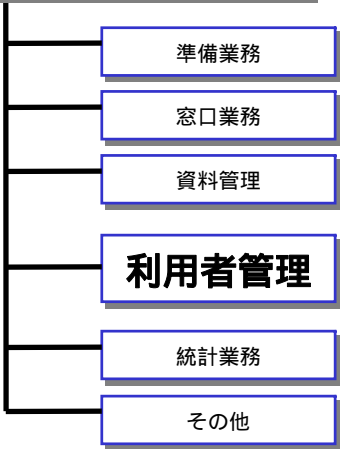 準備業務
窓口業務
資料管理
利用者管理
統計業務
その他